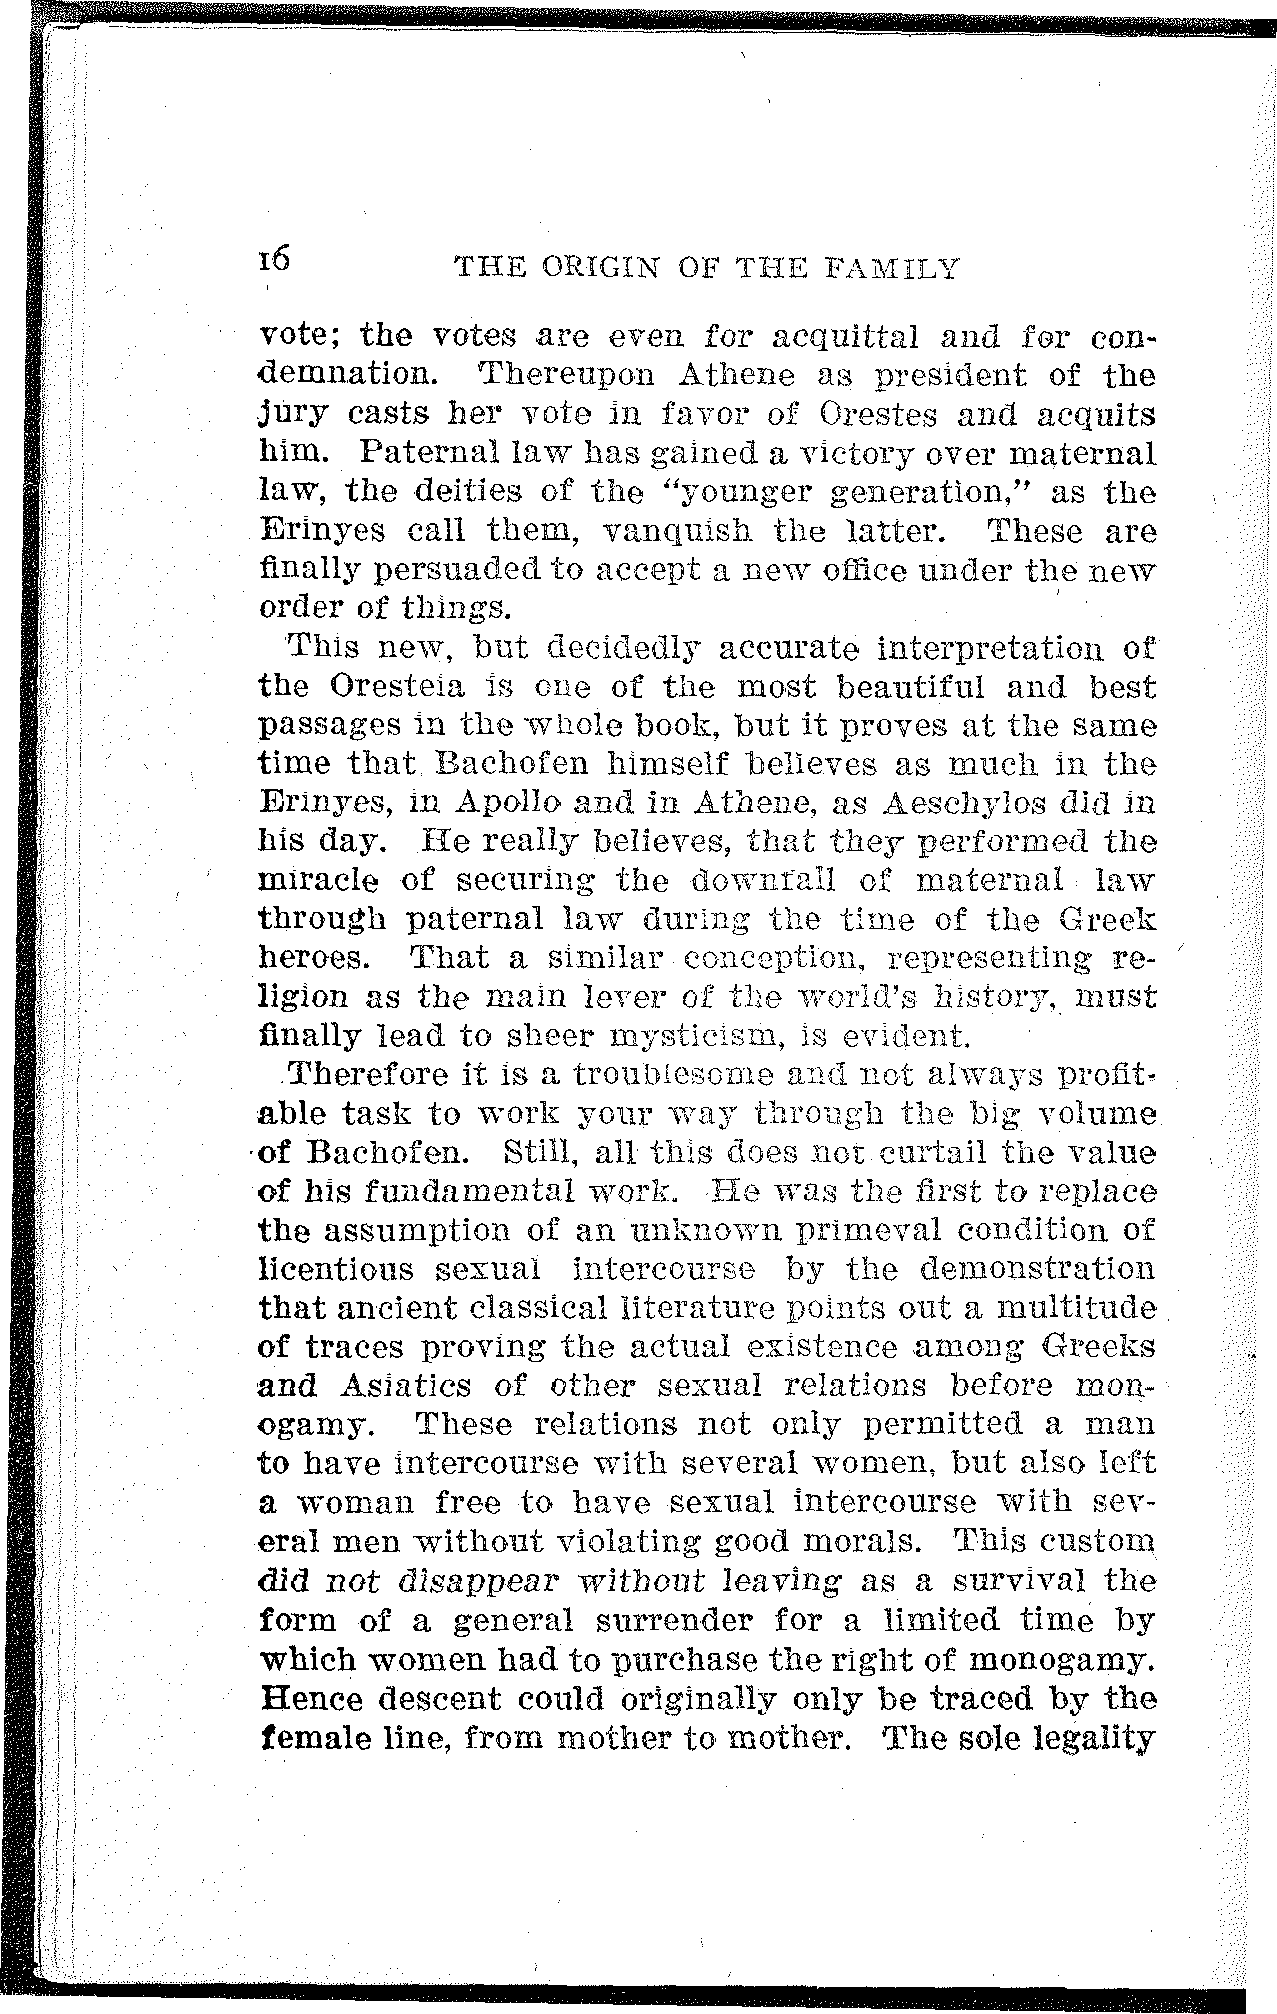 16 THE ORIGIN OF THE FAMILY
vote; the votes are even for acquittal and for con-
demnation. Thereupon Athene as president of the
jury casts her vote in favor of Orestes and acquits
him. Paternal law has gained a victory over maternal
law, the deities of the "younger generation," as the
Erinyes call them, vanquish the latter. These are
finally persuaded to accept a new office under the new
order of things.
This new, but decidedly accurate interpretation of
the Oresteia is one of the most beautiful and best
passages in the whole book, but it proves at the same
time that Bachofen himself believes as much in the
Erinyes, in Apollo and in Athene, as Aeschylos did in
his day. He really believes, that they performed the
miracle of securing the downfall of maternal law
through paternal law during the time of the Greek
heroes. That a similar conception, representing re-
ligion as the main lever of the world's history, must
finally lead to sheer mysticism, is evident.
Therefore it is a troublesome and not always profit-
able task to work your way through the big volume
of Bachofen. Still, all this does not curtail the value
of his fundamental work. He was the first to replace
the assumption of an unknown primeval condition of
licentious sexual intercourse by the demonstration
that ancient classical literature points out a multitude
of traces proving the actual existence among Greeks
and Asiatics of other sexual relations before mon-
ogamy. These relations not only permitted a man
to have intercourse with several women, but also left
a woman free to have sexual intercourse with sev-
eral men without violating good morals. This custom
did not disappear without leaving as a survival the
form of a general surrender for a limited time by
which women had to purchase the right of monogamy.
Hence descent could originally only be traced by the
female line, from mother to mother. The sole legality